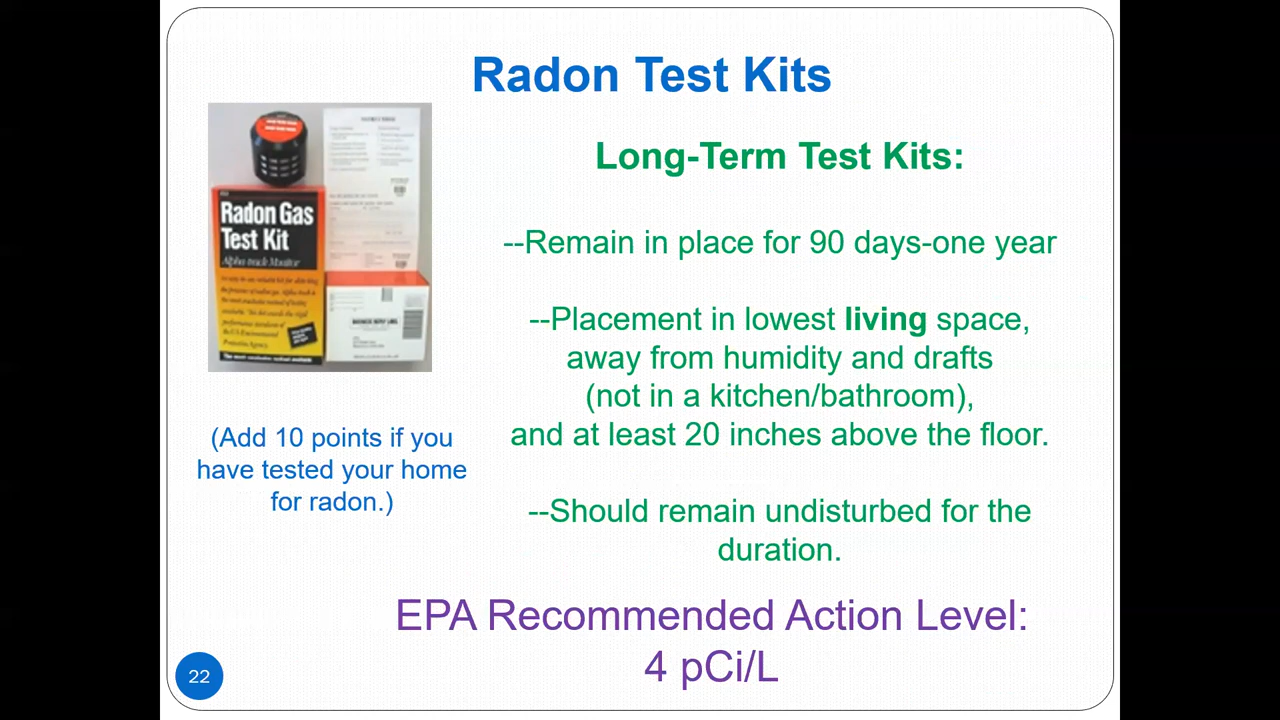 Radon Test Kits
Radon Gas
Test Kit
Alpha track Monitor
Long-Term Test Kits:
--Remain in place for 90 days-one year
--Placement in lowest living space,
away from humidity and drafts
(not in a kitchen/bathroom),
and at least 20 inches above the floor.
(Add 10 points if you
have tested your home
for radon.)
--Should remain undisturbed for the
duration.
EPA Recommended Action Level:
4 pCi/L
22